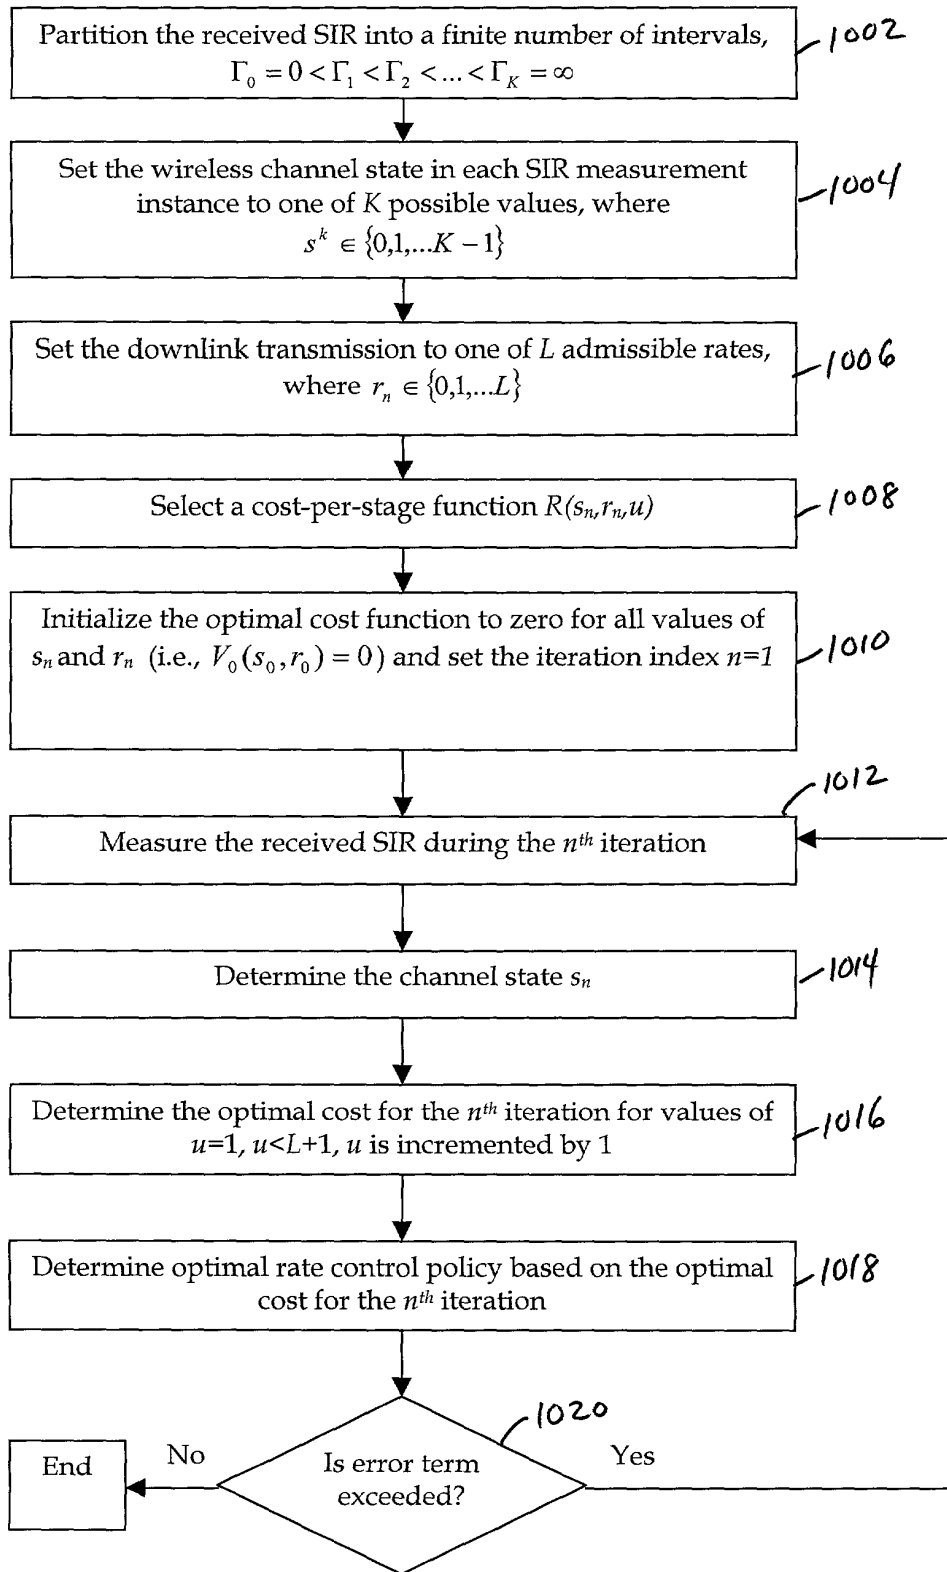 Partition the received SIR into a finite number of intervals,
Γ₀ = 0 < Γ₁ < Γ₂ < ... < Γ_K = ∞
1002
Set the wireless channel state in each SIR measurement
instance to one of K possible values, where
s^k ∈ {0,1,...K − 1}
1004
Set the downlink transmission to one of L admissible rates,
where r_n ∈ {0,1,...L}
1006
Select a cost-per-stage function R(s_n,r_n,u)
1008
Initialize the optimal cost function to zero for all values of
s_n and r_n (i.e., V₀(s₀,r₀) = 0) and set the iteration index n=1
1010
1012
Measure the received SIR during the n^th iteration
Determine the channel state s_n
1014
Determine the optimal cost for the n^th iteration for values of
u=1, u<L+1, u is incremented by 1
1016
Determine optimal rate control policy based on the optimal
cost for the n^th iteration
1018
1020
Is error term
exceeded?
No
Yes
End